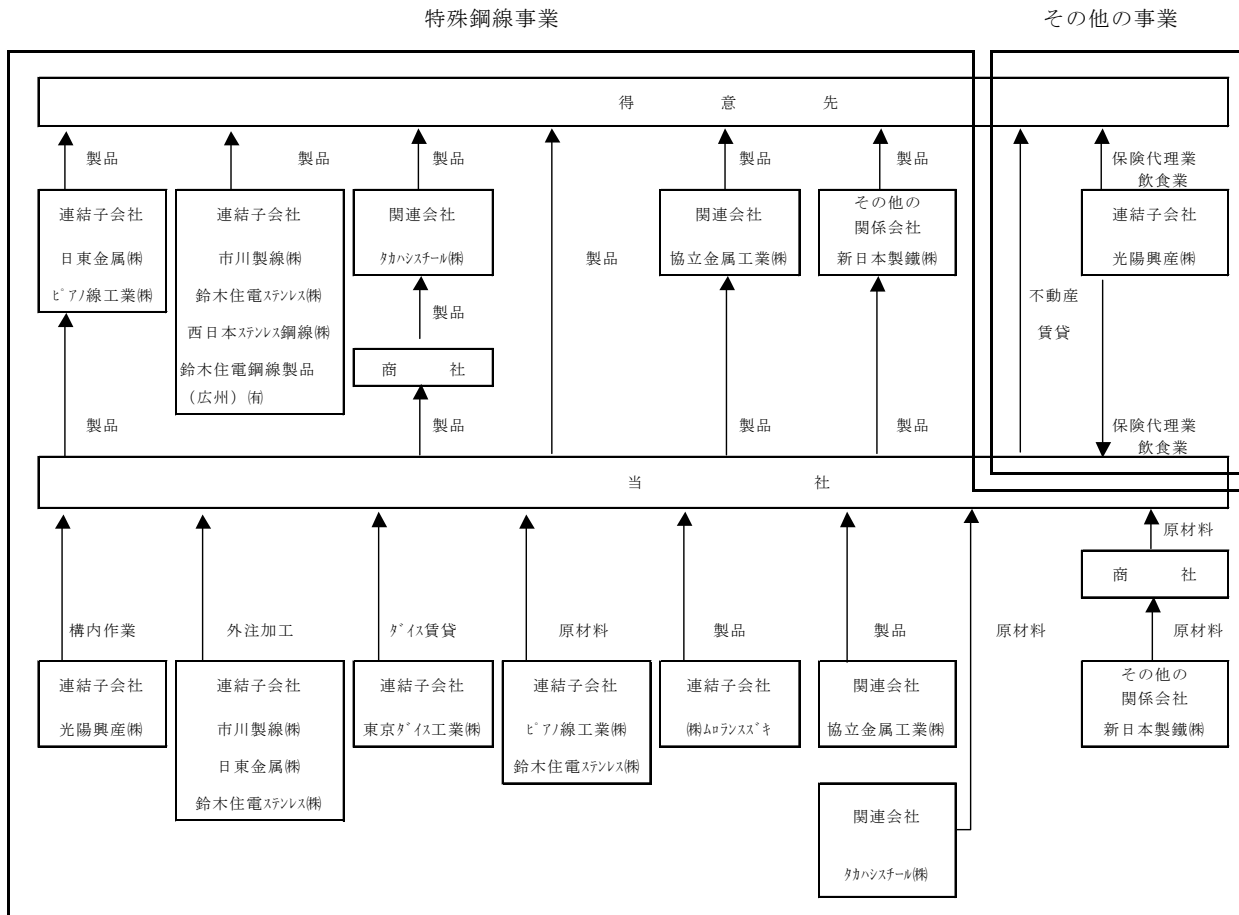 特殊鋼線事業
その他の事業
得 意 先
製品
製品
製品
製品
製品
製品
保険代理業
飲食業
連結子会社
日東金属㈱
ﾋﾟｱﾉ線工業㈱
連結子会社
市川製線㈱
鈴木住電ｽﾃﾝﾚｽ㈱
西日本ｽﾃﾝﾚｽ鋼線㈱
鈴木住電鋼線製品
（広州）㈲
関連会社
ﾀｶﾊｼｽﾁｰﾙ㈱
製品
商 社
関連会社
協立金属工業㈱
その他の
関係会社
新日本製鐵㈱
不動産
賃貸
連結子会社
光陽興産㈱
製品
製品
製品
製品
保険代理業
飲食業
当 社
原材料
商 社
構内作業
外注加工
ﾀﾞｲｽ賃貸
原材料
製品
製品
原材料
原材料
連結子会社
光陽興産㈱
連結子会社
市川製線㈱
日東金属㈱
鈴木住電ｽﾃﾝﾚｽ㈱
連結子会社
東京ﾀﾞｲｽ工業㈱
連結子会社
ﾋﾟｱﾉ線工業㈱
鈴木住電ｽﾃﾝﾚｽ㈱
連結子会社
㈱ﾑﾛﾗﾝｽｽﾞｷ
関連会社
協立金属工業㈱
その他の
関係会社
新日本製鐵㈱
関連会社
ﾀｶﾊｼｽﾁｰﾙ㈱